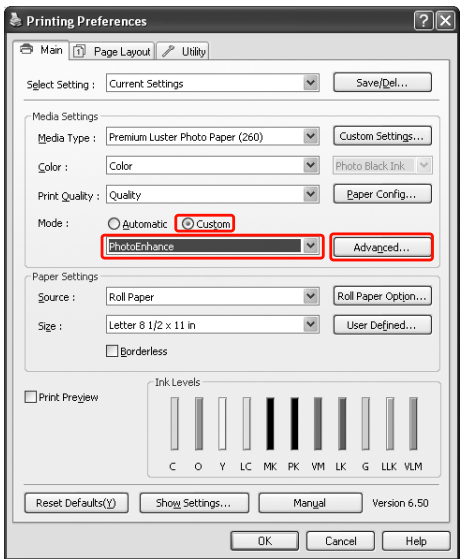 Printing Preferences
Main Page Layout Utility
Select Setting : Current Settings Save/Del...
Media Settings
Media Type : Premium Luster Photo Paper (260) Custom Settings...
Color : Color Photo Black Ink
Print Quality : Quality Paper Config...
Mode : Automatic Custom
PhotoEnhance Advanced...
Paper Settings
Source : Roll Paper Roll Paper Option...
Size : Letter 8 1/2 x 11 in User Defined...
Borderless
Print Preview
Ink Levels
C O Y LC MK PK VM LK G LLK VLM
Reset Defaults(Y) Show Settings... Manual Version 6.50
OK Cancel Help